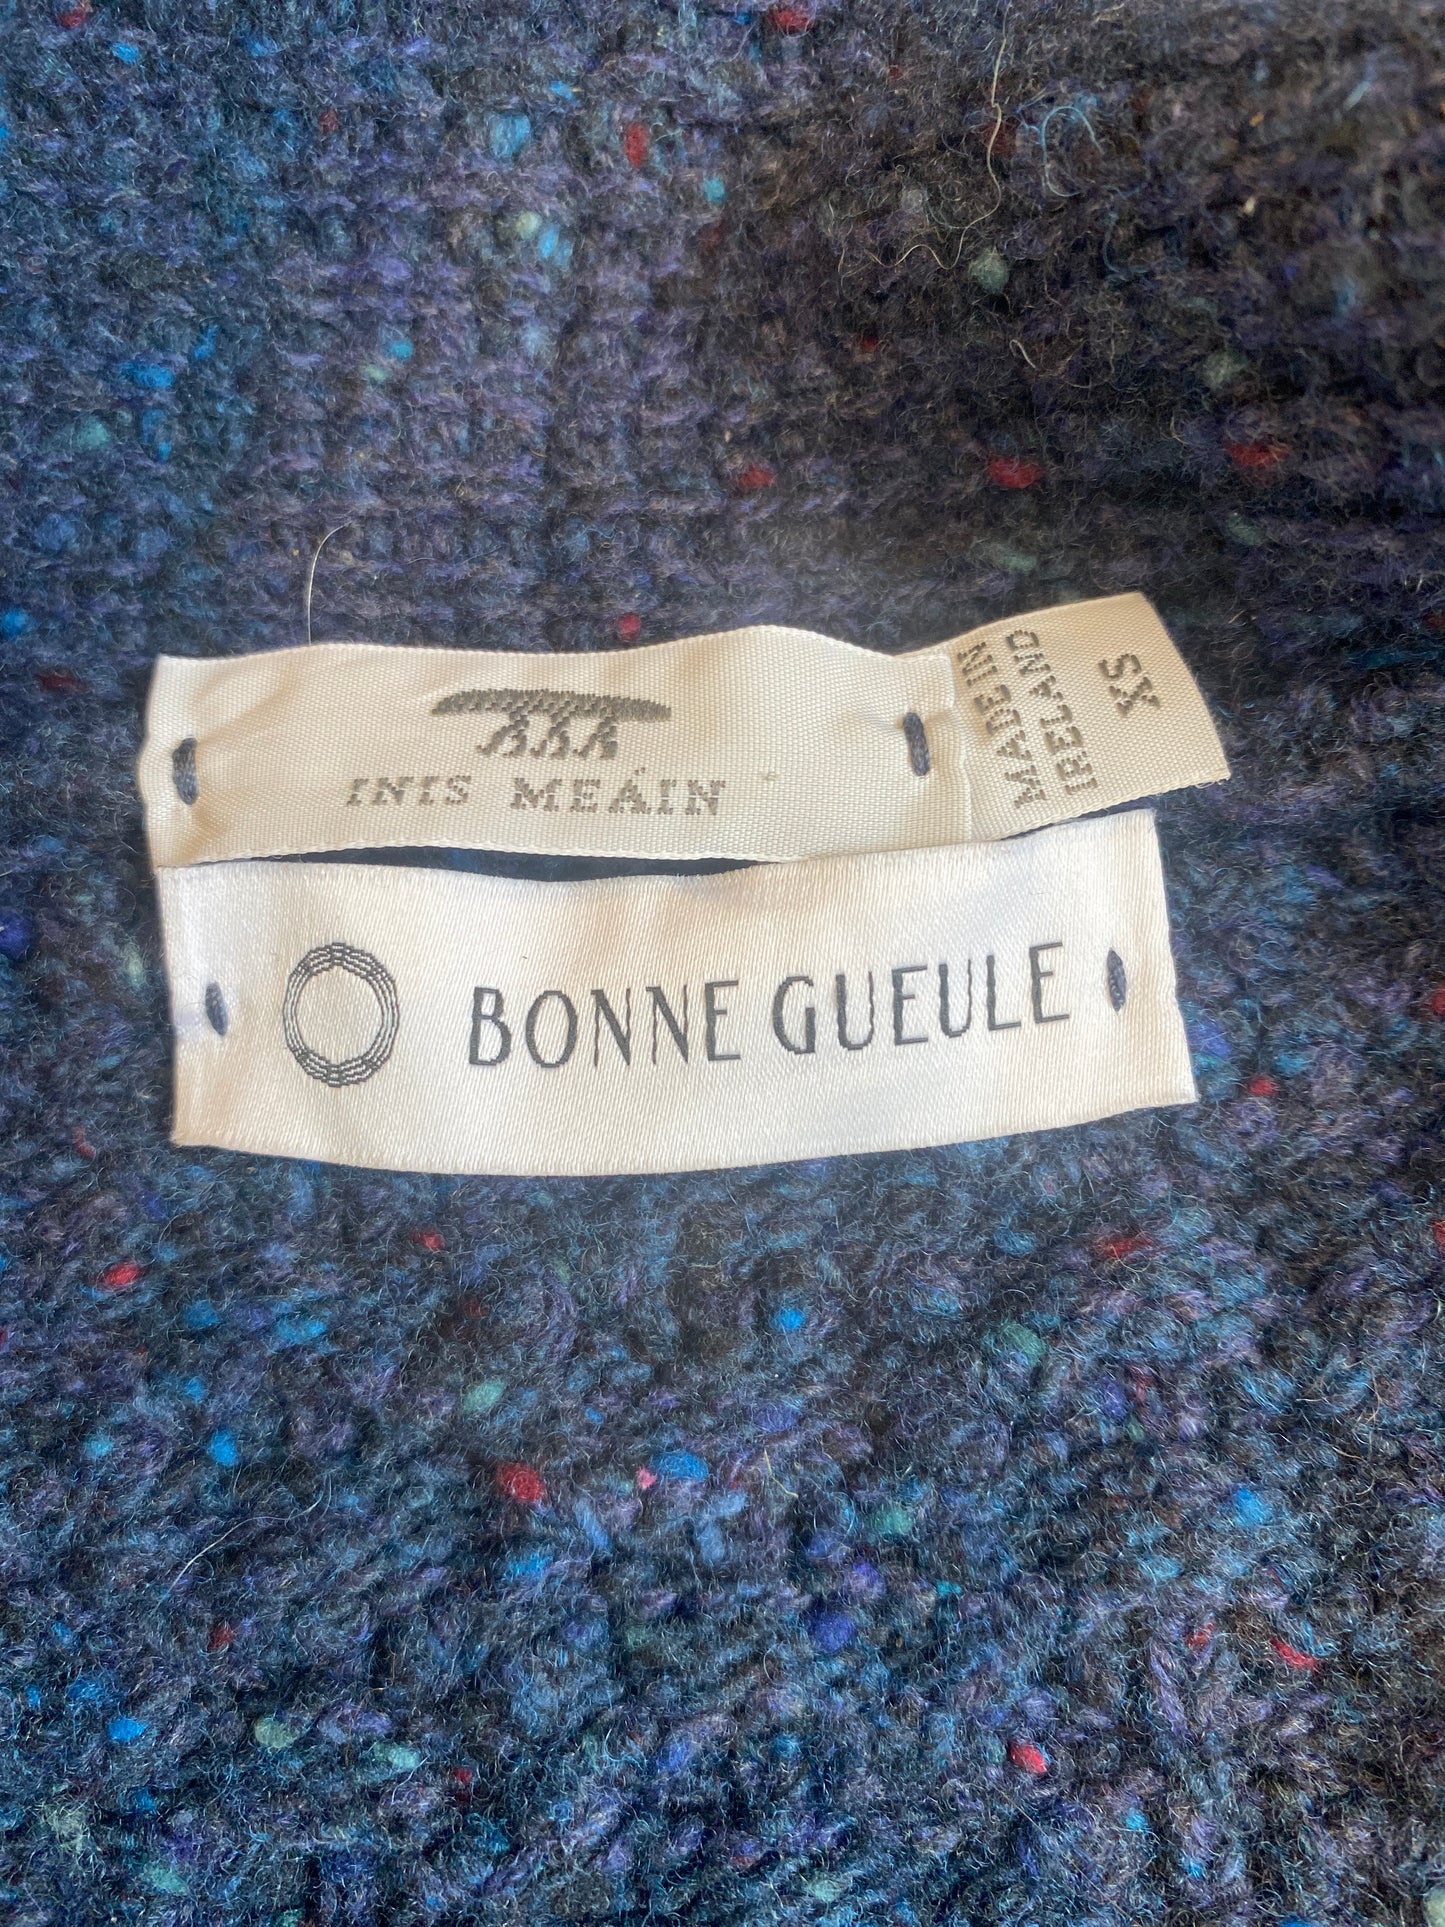 INIS MEÁIN
MADE IN
IRELAND
XS
BONNE GUEULE